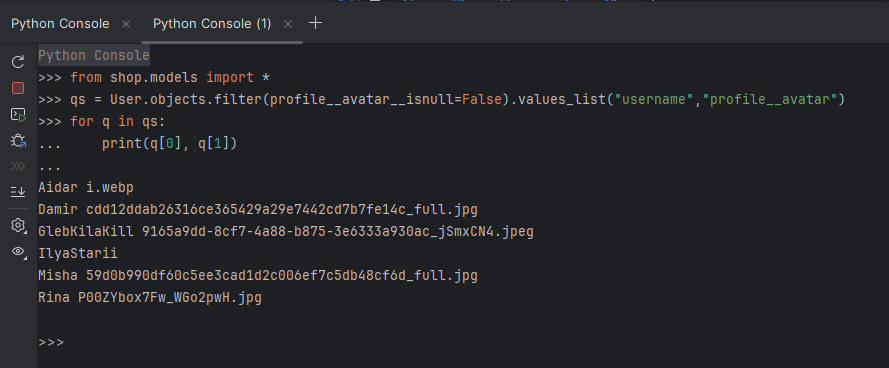 Python Console × Python Console (1) × +
Python Console
>>> from shop.models import *
>>> qs = User.objects.filter(profile__avatar__isnull=False).values_list("username","profile__avatar")
>>> for q in qs:
...     print(q[0], q[1])
...
Aidar i.webp
Damir cdd12ddab26316ce365429a29e7442cd7b7fe14c_full.jpg
GlebKilaKill 9165a9dd-8cf7-4a88-b875-3e6333a930ac_jSmxCN4.jpeg
IlyaStarii
Misha 59d0b990df60c5ee3cad1d2c006ef7c5db48cf6d_full.jpg
Rina P00ZYbox7Fw_WGo2pwH.jpg
>>>